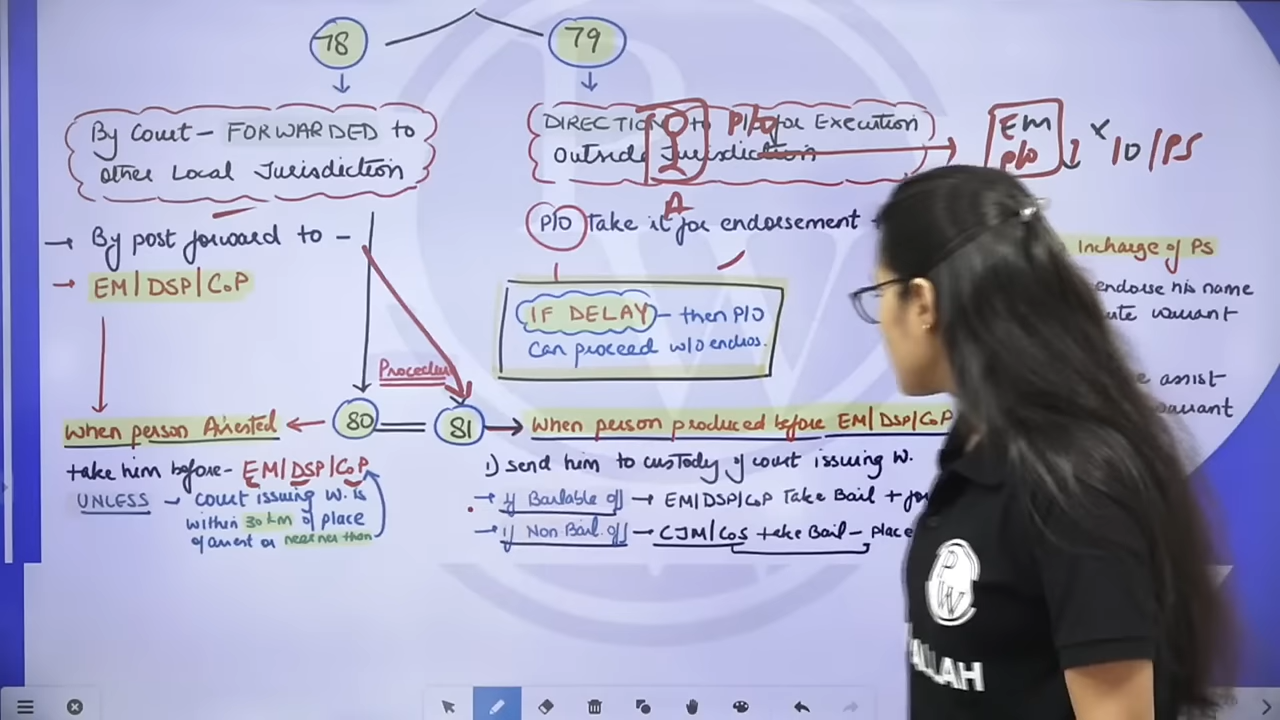 78
79
By Court - FORWARDED to
other Local Jurisdiction
→ By post forward to -
→ EM/DSP/CoP
DIRECTION to P/O for Execution
outside Jurisdiction
P/O
A
EM
P/O
x
10/PS
P/O Take it for endorsement
Incharge of PS
endorse his name
warrant
assist
IF DELAY - then P/O
can proceed w/o endros.
Procedure
80
81
When person Arrested
take him before - EM/DSP/CoP
UNLESS → court issuing W. is
within 30 km of place
of arrest or nearer than
When person produced before EM/DSP/CoP
1) send him to custody of court issuing W.
→ if Bailable off → EM/DSP/CoP Take Bail +
→ if Non Bail. off → CJM/CoS take Bail - place
PW